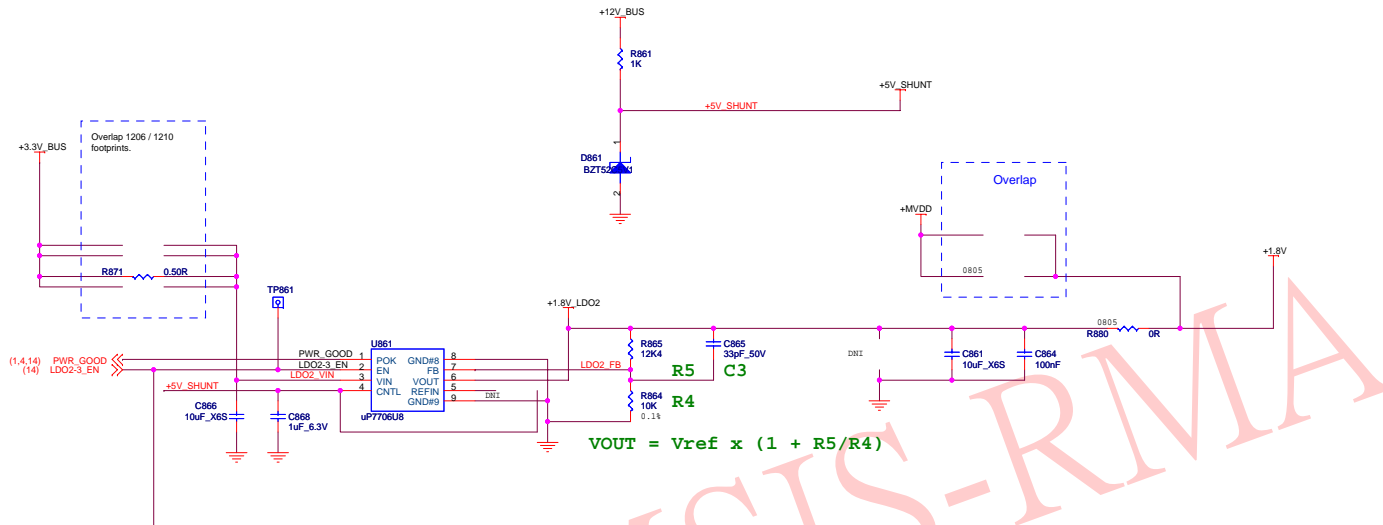 +12V_BUS
R861
1K
+5V_SHUNT
+5V_SHUNT
1
D861
2
+3.3V_BUS
Overlap 1206 / 1210
footprints.
R871
0.50R
TP861
Overlap
+MVDD
0805
+1.8V
+1.8V_LDO2
0805
R880
0R
(1,4,14) PWR_GOOD
(14) LDO2-3_EN
PWR_GOOD
LDO2-3_EN
LDO2_VIN
+5V_SHUNT
U861
1 POK GND#8 8
2 EN FB 7
3 VIN VOUT 6
4 CNTL REFIN 5
GND#9 9
uP7706U8
DNI
LDO2_FB
R865
12K4
R5
C865
33pF_50V
C3
R864
10K
0.1%
R4
DNI
C861
10uF_X6S
C864
100nF
C866
10uF_X6S
C868
1uF_6.3V
VOUT = Vref x (1 + R5/R4)
SIS-RMA